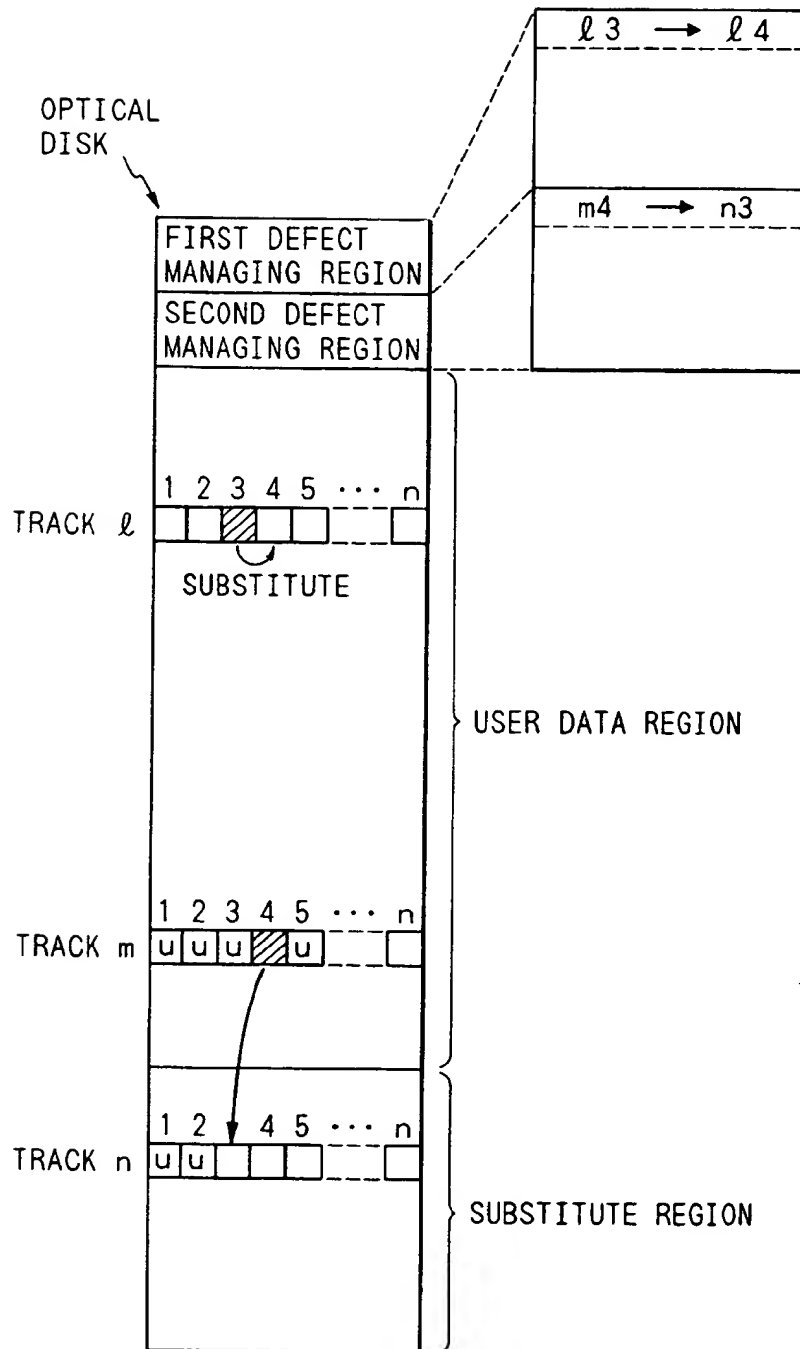 ℓ3 → ℓ4
OPTICAL
DISK
m4 → n3
FIRST DEFECT
MANAGING REGION
SECOND DEFECT
MANAGING REGION
1 2 3 4 5 ... n
TRACK ℓ
SUBSTITUTE
USER DATA REGION
1 2 3 4 5 ... n
TRACK m u u u u
1 2 4 5 ... n
TRACK n u u
SUBSTITUTE REGION